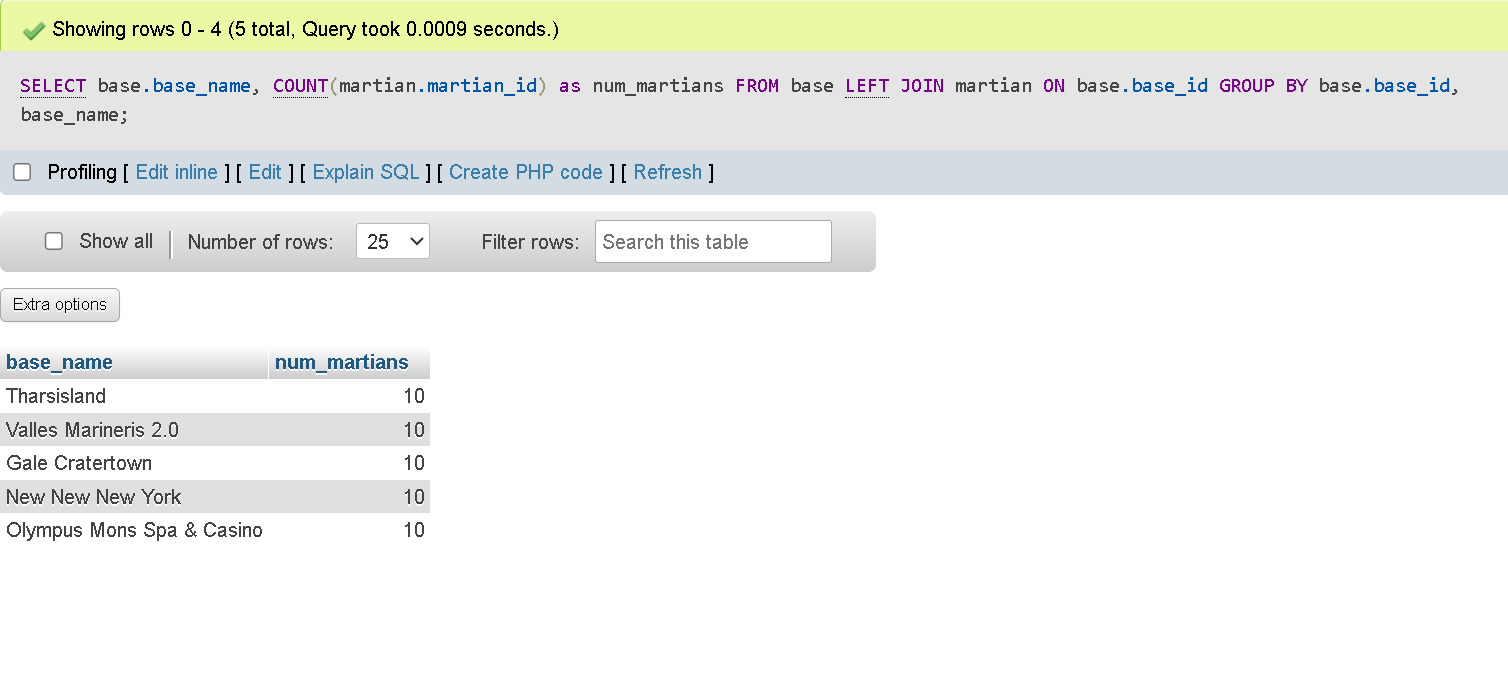 Showing rows 0 - 4 (5 total, Query took 0.0009 seconds.)
SELECT base.base_name, COUNT(martian.martian_id) as num_martians FROM base LEFT JOIN martian ON base.base_id GROUP BY base.base_id,
base_name;
Profiling [ Edit inline ] [ Edit ] [ Explain SQL ] [ Create PHP code ] [ Refresh ]
Show all Number of rows: 25 Filter rows: Search this table
Extra options
base_name num_martians
Tharsisland 10
Valles Marineris 2.0 10
Gale Cratertown 10
New New New York 10
Olympus Mons Spa & Casino 10